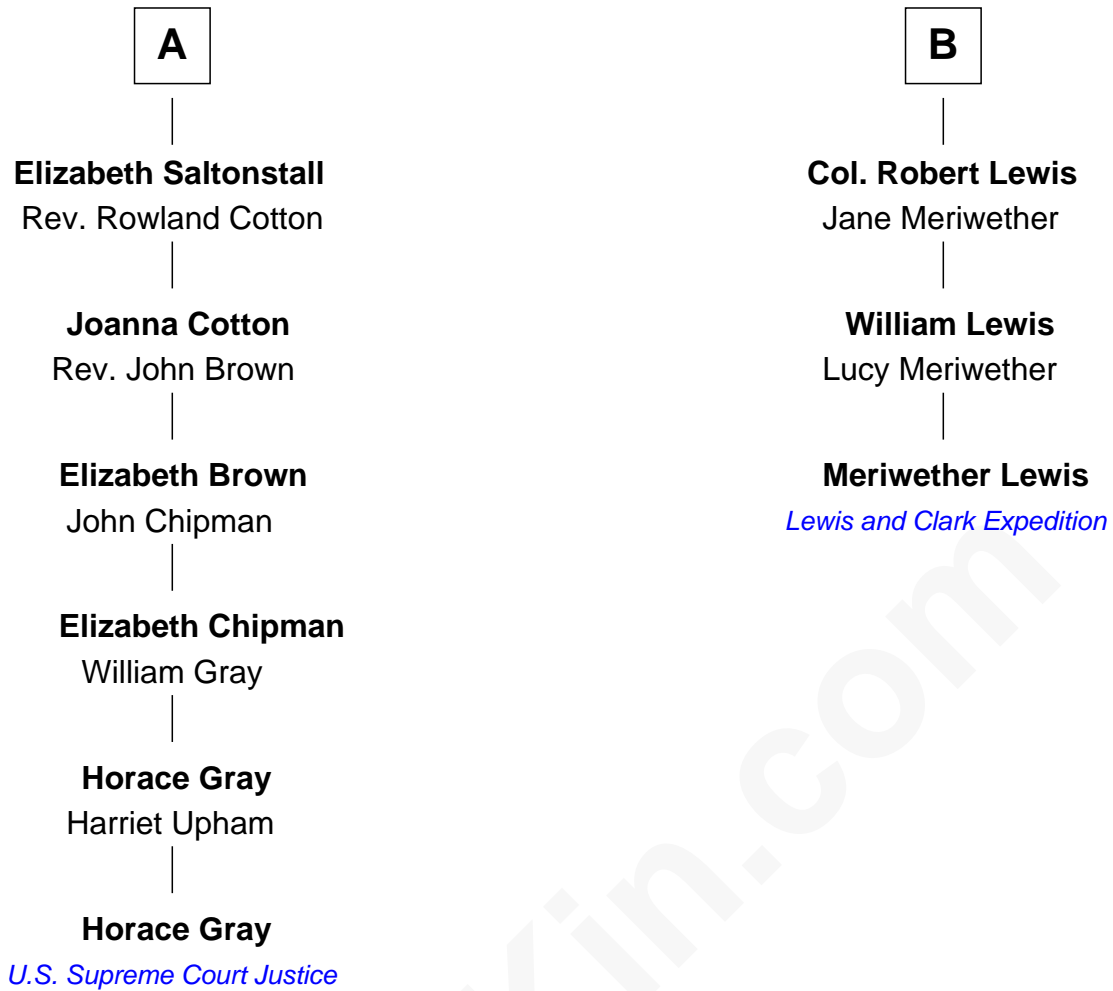 A
Elizabeth Saltonstall
Rev. Rowland Cotton
Joanna Cotton
Rev. John Brown
Elizabeth Brown
John Chipman
Elizabeth Chipman
William Gray
Horace Gray
Harriet Upham
Horace Gray
U.S. Supreme Court Justice
B
Col. Robert Lewis
Jane Meriwether
William Lewis
Lucy Meriwether
Meriwether Lewis
Lewis and Clark Expedition
Kin.com